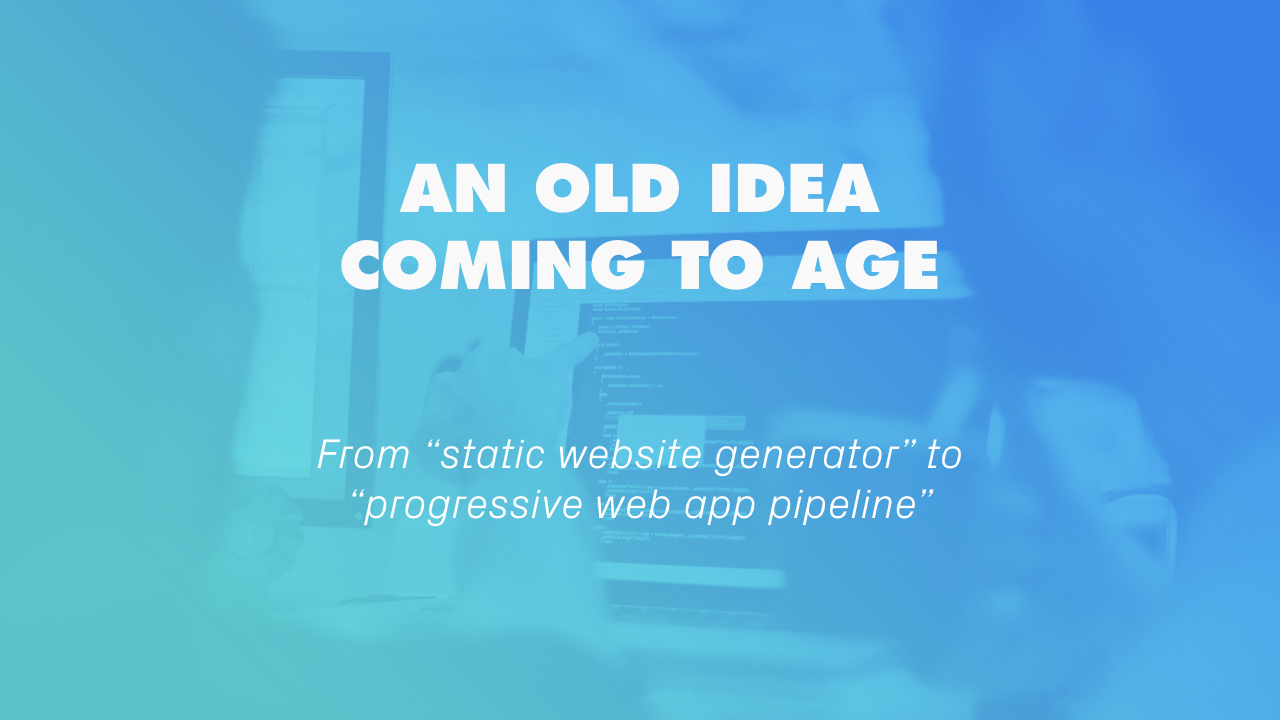 AN OLD IDEA
COMING TO AGE
From “static website generator” to
“progressive web app pipeline”